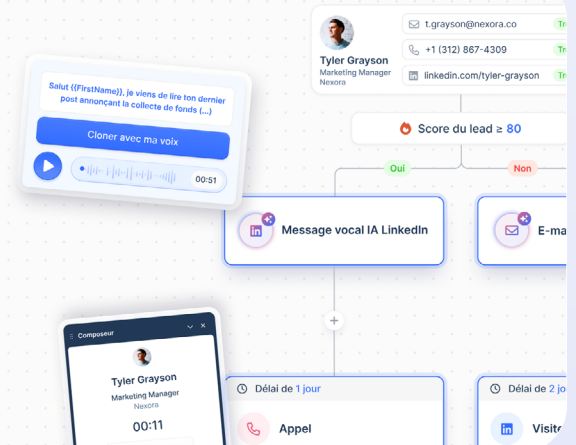 t.grayson@nexora.co
+1 (312) 867-4309
linkedin.com/tyler-grayson
Tyler Grayson
Marketing Manager
Nexora
Salut {{FirstName}}, je viens de lire ton dernier
post annonçant la collecte de fonds (...)
Cloner avec ma voix
00:51
Score du lead ≥ 80
Oui
Non
Message vocal IA LinkedIn
Composeur
Tyler Grayson
Marketing Manager
Nexora
00:11
Délai de 1 jour
Délai de 2
Appel